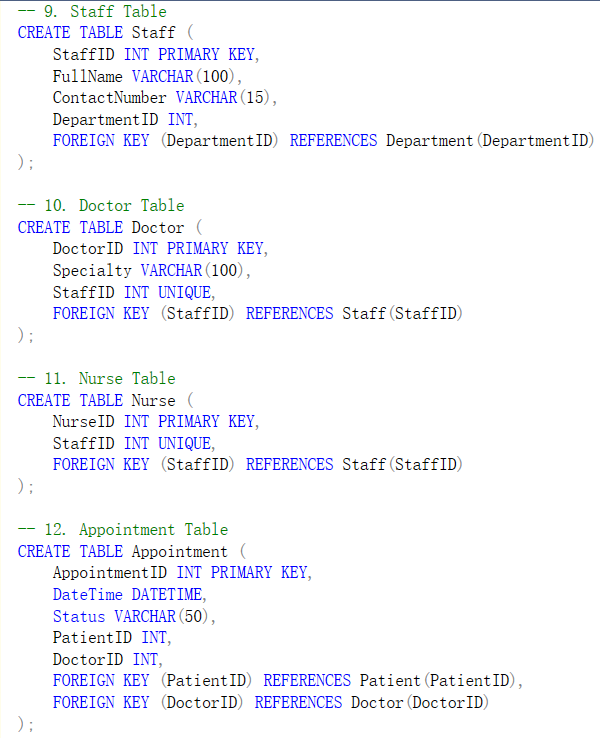 -- 9. Staff Table
CREATE TABLE Staff (
    StaffID INT PRIMARY KEY,
    FullName VARCHAR(100),
    ContactNumber VARCHAR(15),
    DepartmentID INT,
    FOREIGN KEY (DepartmentID) REFERENCES Department(DepartmentID)
);

-- 10. Doctor Table
CREATE TABLE Doctor (
    DoctorID INT PRIMARY KEY,
    Specialty VARCHAR(100),
    StaffID INT UNIQUE,
    FOREIGN KEY (StaffID) REFERENCES Staff(StaffID)
);

-- 11. Nurse Table
CREATE TABLE Nurse (
    NurseID INT PRIMARY KEY,
    StaffID INT UNIQUE,
    FOREIGN KEY (StaffID) REFERENCES Staff(StaffID)
);

-- 12. Appointment Table
CREATE TABLE Appointment (
    AppointmentID INT PRIMARY KEY,
    DateTime DATETIME,
    Status VARCHAR(50),
    PatientID INT,
    DoctorID INT,
    FOREIGN KEY (PatientID) REFERENCES Patient(PatientID),
    FOREIGN KEY (DoctorID) REFERENCES Doctor(DoctorID)
);